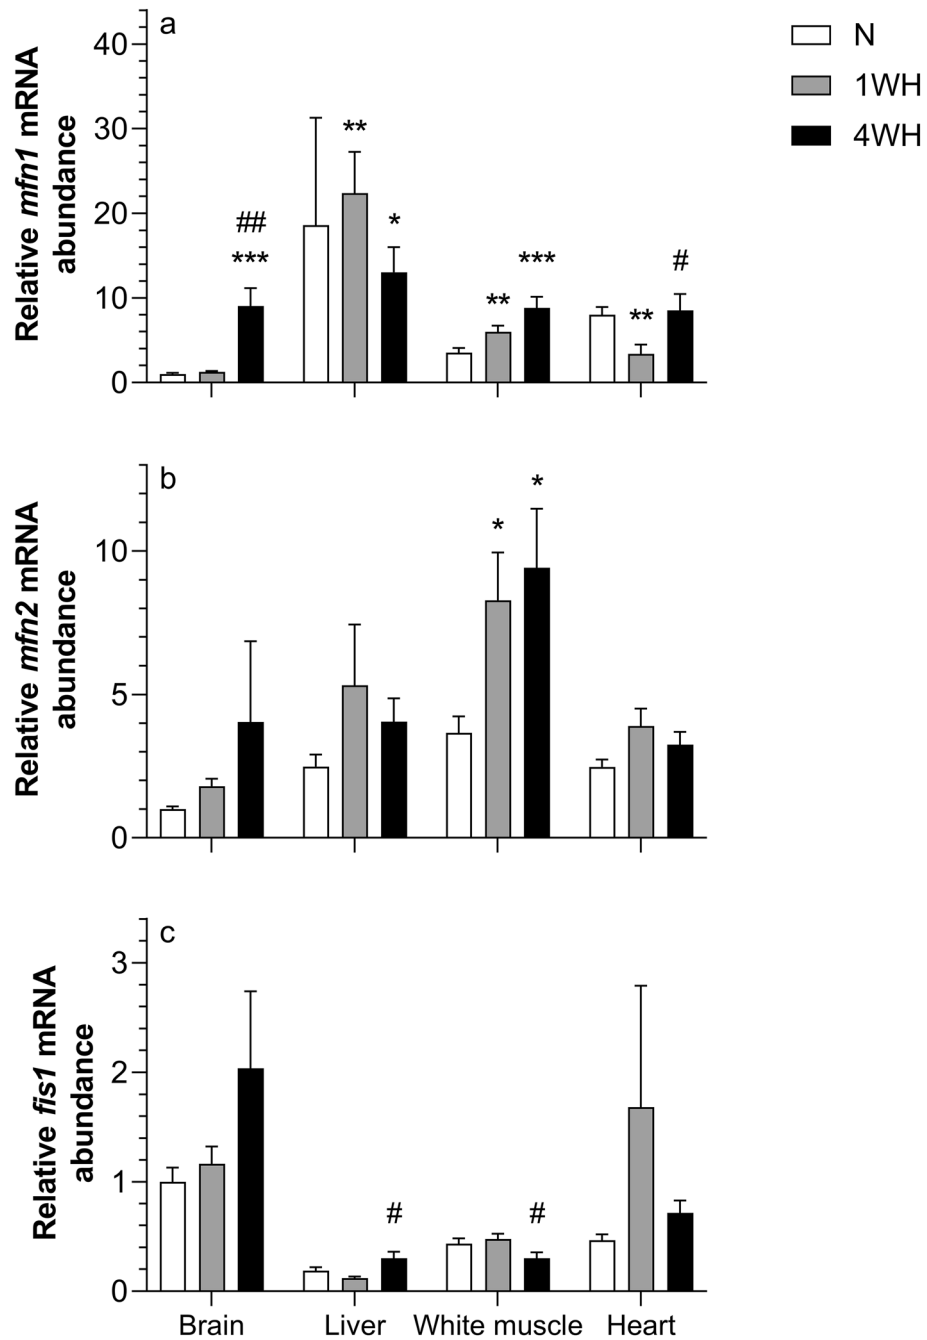 a
N
1WH
4WH
Relative mfn1 mRNA
abundance
40
30
20
10
0
##
***
**
*
**
***
**
#
b
Relative mfn2 mRNA
abundance
10
5
0
*
*
c
Relative fis1 mRNA
abundance
3
2
1
0
#
#
Brain Liver White muscle Heart